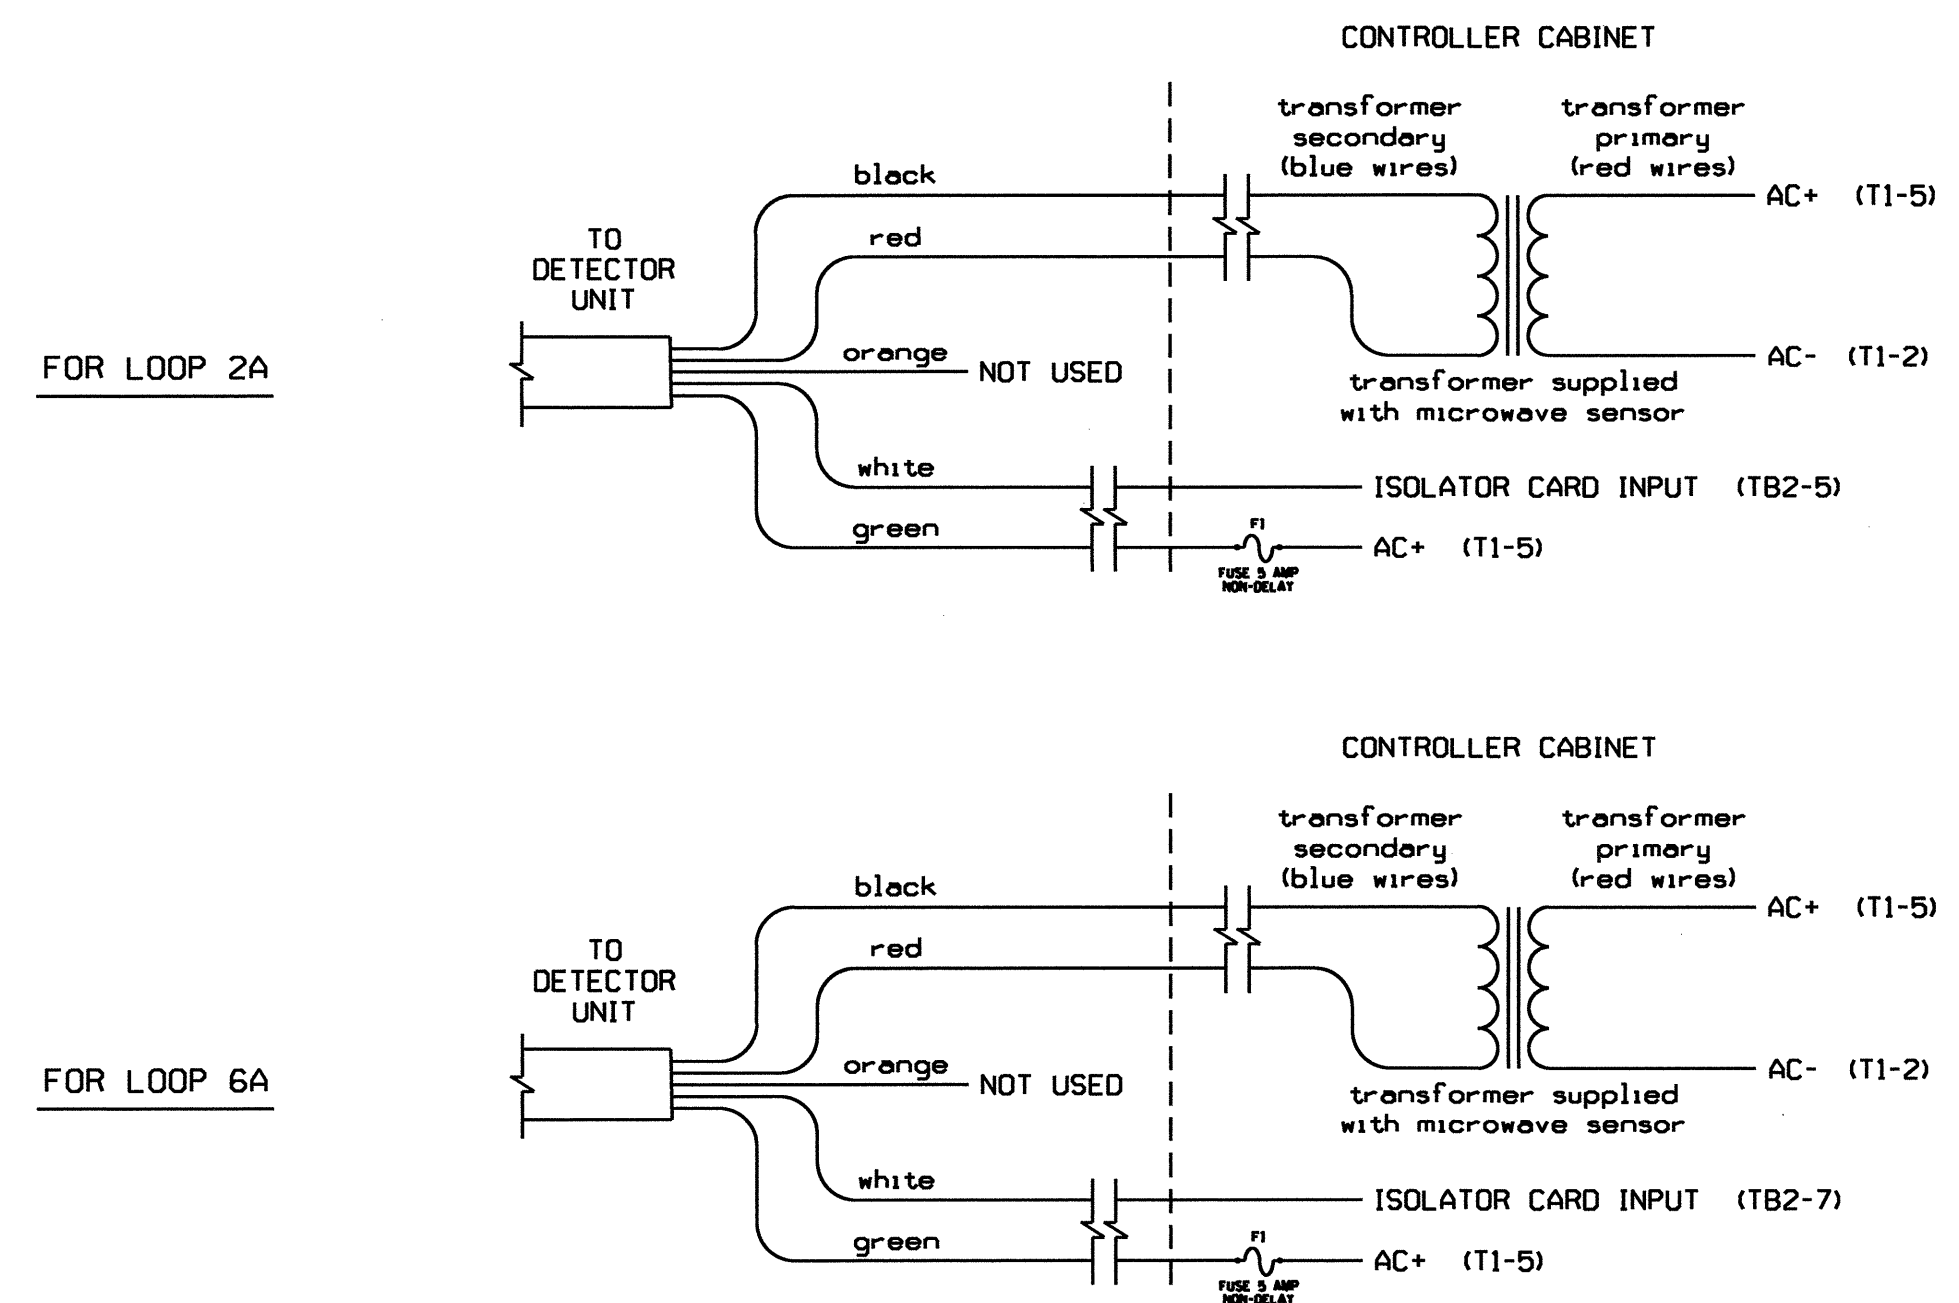 CONTROLLER CABINET
transformer secondary (blue wires)
transformer primary (red wires)
black
AC+ (T1-5)
red
TO DETECTOR UNIT
FOR LOOP 2A
orange
NOT USED
AC- (T1-2)
transformer supplied
with microwave sensor
white
ISOLATOR CARD INPUT (TB2-5)
green
F1
AC+ (T1-5)
FUSE 5 AMP
NON-DELAY
CONTROLLER CABINET
transformer secondary (blue wires)
transformer primary (red wires)
black
AC+ (T1-5)
red
TO DETECTOR UNIT
FOR LOOP 6A
orange
NOT USED
AC- (T1-2)
transformer supplied
with microwave sensor
white
ISOLATOR CARD INPUT (TB2-7)
green
F1
AC+ (T1-5)
FUSE 5 AMP
NON-DELAY